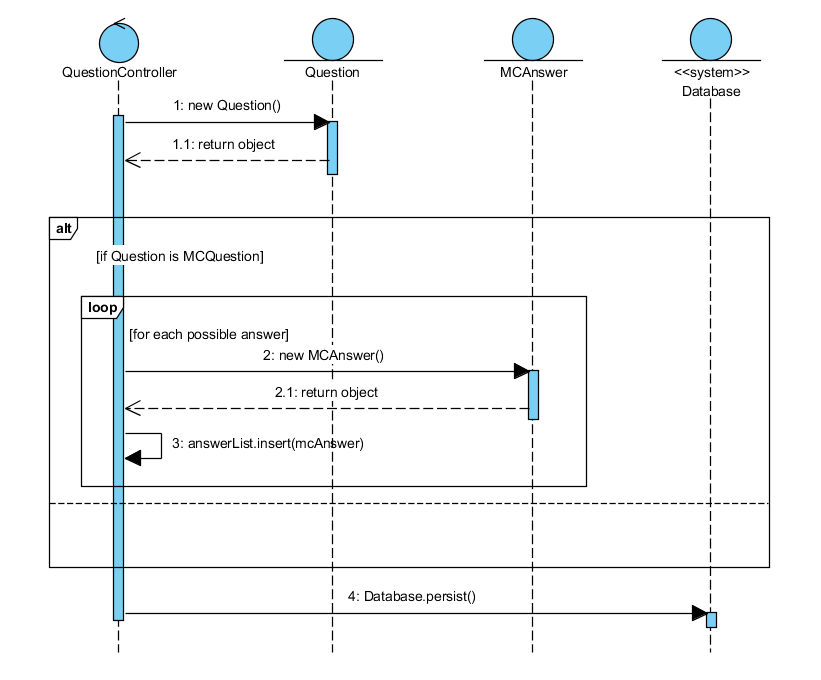 QuestionController
Question
MCAnswer
<<system>>
Database
1: new Question()
1.1: return object
alt
[if Question is MCQuestion]
loop
[for each possible answer]
2: new MCAnswer()
2.1: return object
3: answerList.insert(mcAnswer)
4: Database.persist()